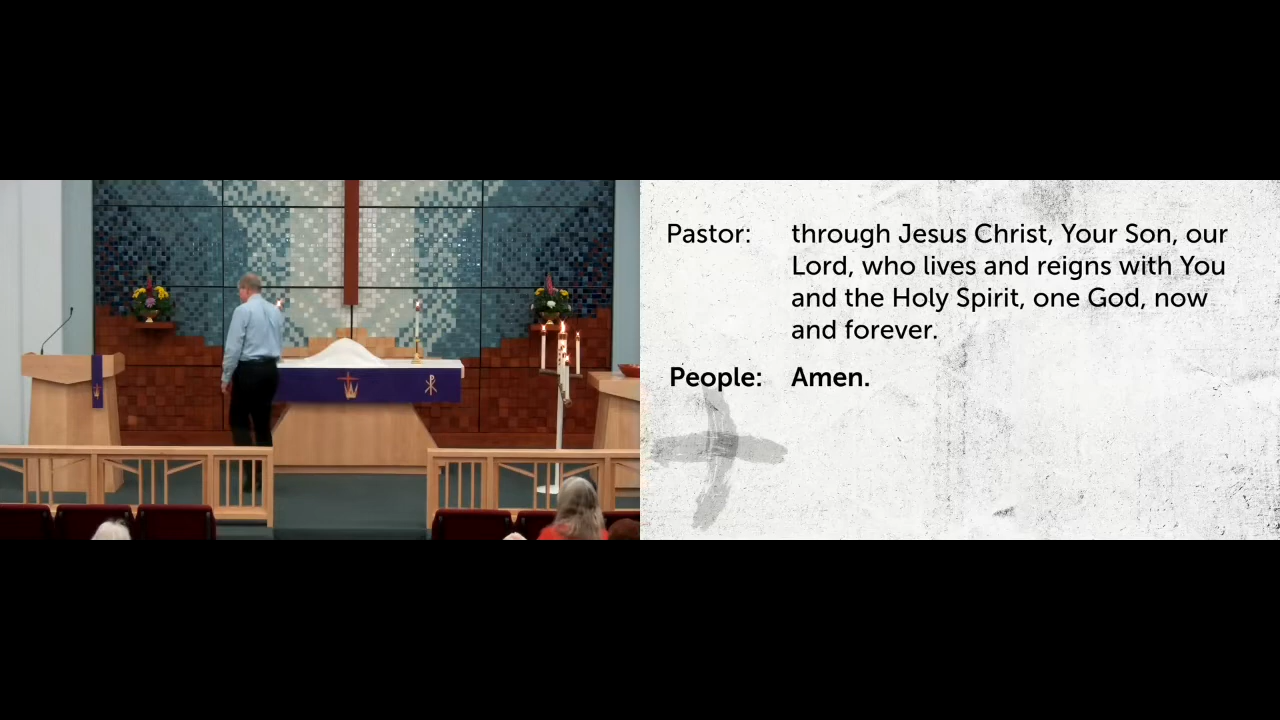 Pastor: through Jesus Christ, Your Son, our
Lord, who lives and reigns with You
and the Holy Spirit, one God, now
and forever.
People: Amen.